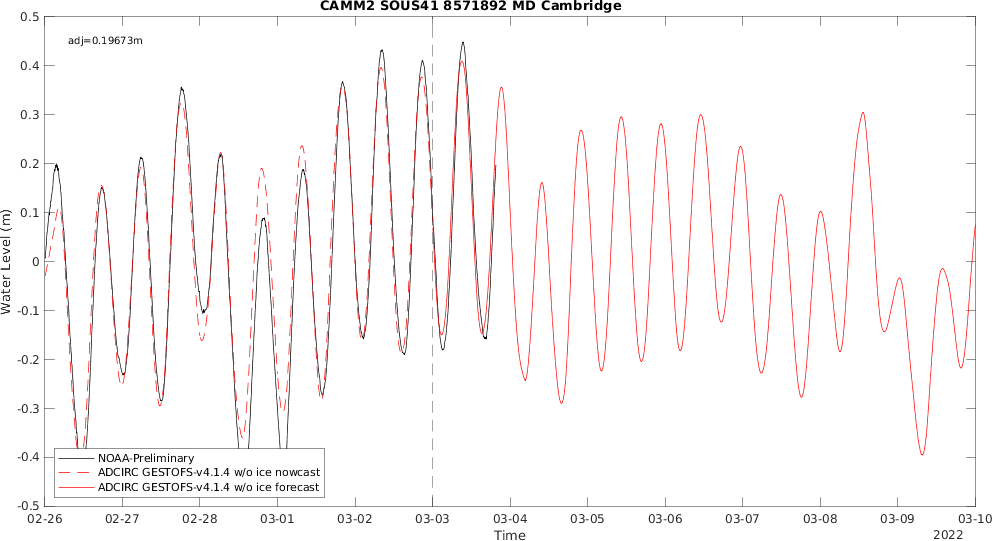 CAMM2 SOUS41 8571892 MD Cambridge
adj=0.19673m
0.5
0.4
0.3
0.2
0.1
0
-0.1
-0.2
-0.3
-0.4
-0.5
Water Level (m)
NOAA-Preliminary
ADCIRC GESTOFS-v4.1.4 w/o ice nowcast
ADCIRC GESTOFS-v4.1.4 w/o ice forecast
02-26 02-27 02-28 03-01 03-02 03-03 03-04 03-05 03-06 03-07 03-08 03-09 03-10
Time
2022